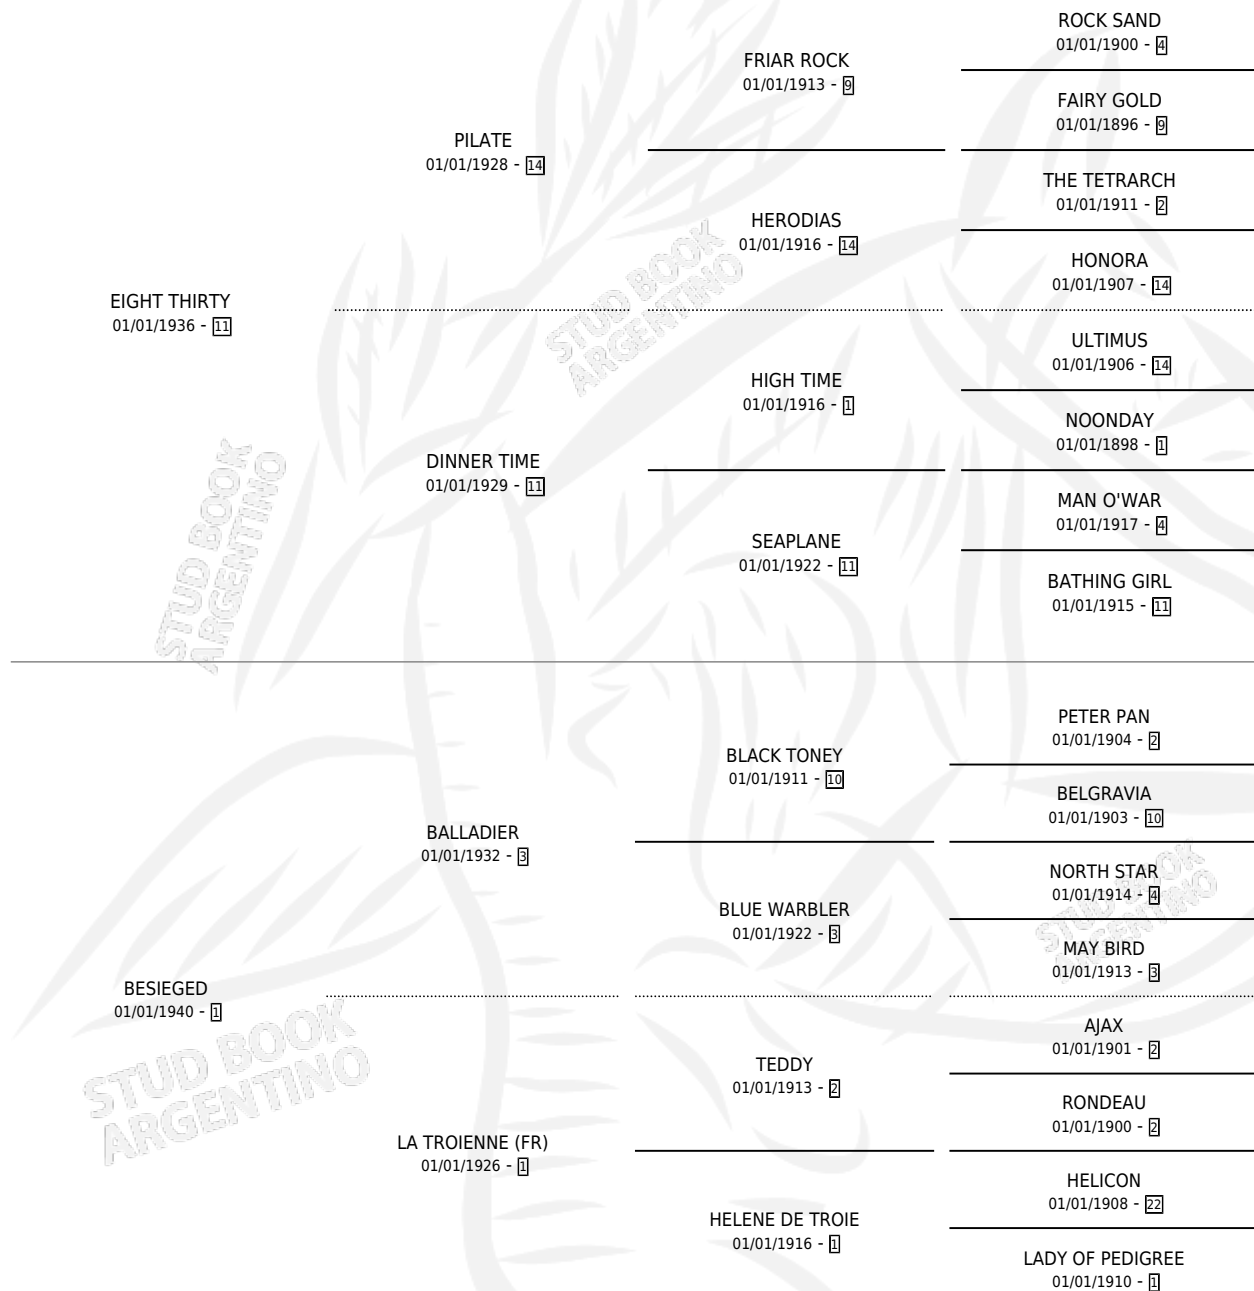 ROCK SAND
01/01/1900 - 4
FRIAR ROCK
01/01/1913 - 9
FAIRY GOLD
01/01/1896 - 9
PILATE
01/01/1928 - 14
THE TETRARCH
01/01/1911 - 2
HERODIAS
01/01/1916 - 14
HONORA
01/01/1907 - 14
EIGHT THIRTY
01/01/1936 - 11
STUD BOOK
ARGENTINO
ULTIMUS
01/01/1906 - 14
HIGH TIME
01/01/1916 - 1
NOONDAY
01/01/1898 - 1
DINNER TIME
01/01/1929 - 11
MAN O'WAR
01/01/1917 - 4
SEAPLANE
01/01/1922 - 11
BATHING GIRL
01/01/1915 - 11
STUD BOOK
ARGENTINO
PETER PAN
01/01/1904 - 2
BLACK TONEY
01/01/1911 - 10
BELGRAVIA
01/01/1903 - 10
BALLADIER
01/01/1932 - 3
NORTH STAR
01/01/1914 - 4
BLUE WARBLER
01/01/1922 - 3
STUD BOOK
ARGENTINO
MAY BIRD
01/01/1913 - 3
BESIEGED
01/01/1940 - 1
AJAX
01/01/1901 - 2
TEDDY
01/01/1913 - 2
STUD BOOK
ARGENTINO
RONDEAU
01/01/1900 - 2
LA TROIENNE (FR)
01/01/1926 - 1
HELICON
01/01/1908 - 22
HELENE DE TROIE
01/01/1916 - 1
LADY OF PEDIGREE
01/01/1910 - 1